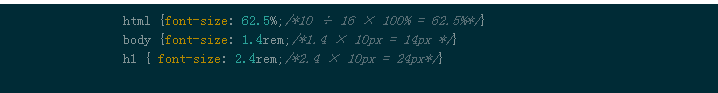 html {font-size: 62.5%;/*10 ÷ 16 × 100% = 62.5%*/}
body {font-size: 1.4rem;/*1.4 × 10px = 14px */}
h1 { font-size: 2.4rem;/*2.4 × 10px = 24px*/}